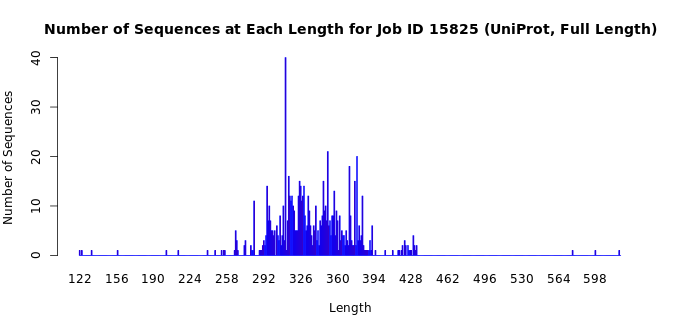 Number of Sequences at Each Length for Job ID 15825 (UniProt, Full Length)
Number of Sequences
40
30
20
10
0
122 156 190 224 258 292 326 360 394 428 462 496 530 564 598
Length